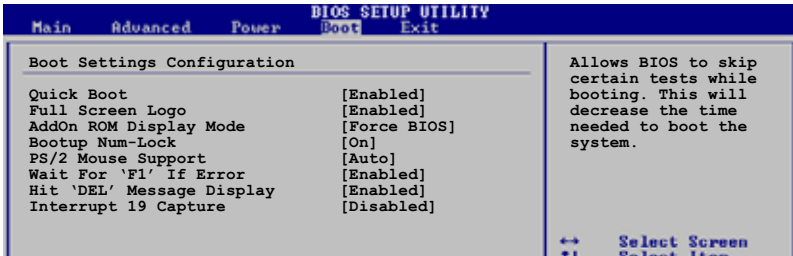 BIOS SETUP UTILITY
Main Advanced Power Boot Exit
Boot Settings Configuration
Quick Boot [Enabled]
Full Screen Logo [Enabled]
AddOn ROM Display Mode [Force BIOS]
Bootup Num-Lock [On]
PS/2 Mouse Support [Auto]
Wait For ‘F1’ If Error [Enabled]
Hit ‘DEL’ Message Display [Enabled]
Interrupt 19 Capture [Disabled]
Allows BIOS to skip
certain tests while
booting. This will
decrease the time
needed to boot the
system.
↔ Select Screen
↑↓ Select Item